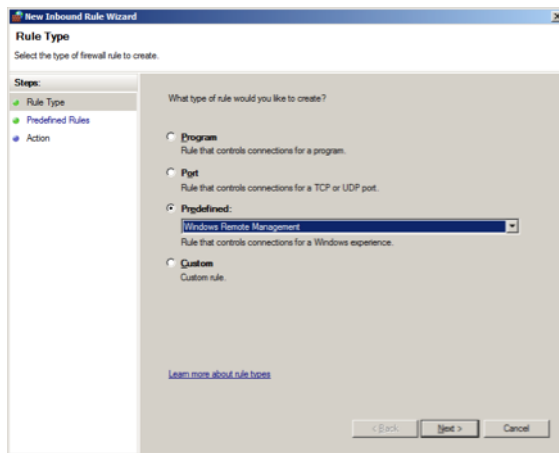 New Inbound Rule Wizard
Rule Type
Select the type of firewall rule to create.
Steps:
Rule Type
Predefined Rules
Action
What type of rule would you like to create?
Program
Rule that controls connections for a program.
Port
Rule that controls connections for a TCP or UDP port.
Predefined:
Windows Remote Management
Rule that controls connections for a Windows experience.
Custom
Custom rule.
Learn more about rule types
< Back
Next >
Cancel